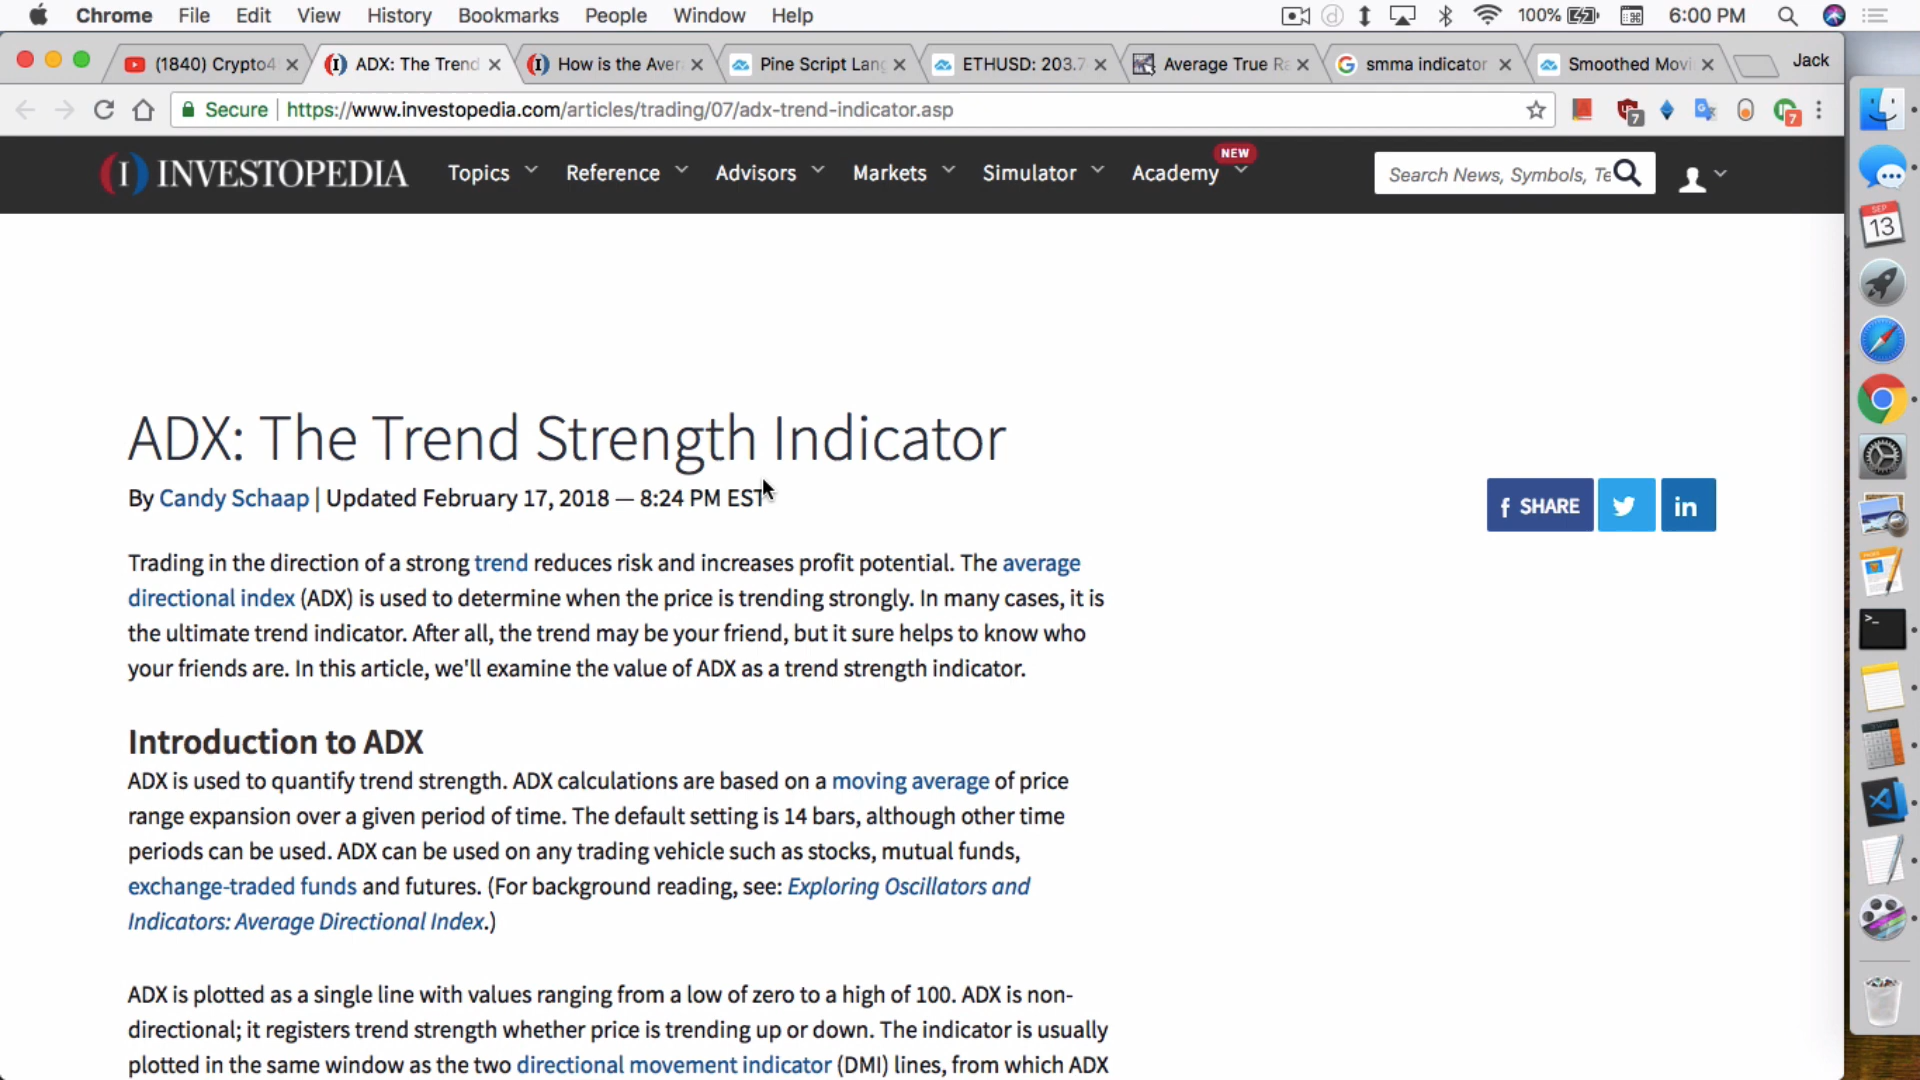 Chrome File Edit View History Bookmarks People Window Help 100% 6:00 PM
(1840) Crypto4 ADX: The Trend How is the Aver Pine Script Lang ETHUSD: 203.7 Average True Ra smma indicator Smoothed Movi Jack
Secure https://www.investopedia.com/articles/trading/07/adx-trend-indicator.asp 7 7
(I) INVESTOPEDIA Topics Reference Advisors Markets Simulator Academy NEW Search News, Symbols, Te
SEP
13
ADX: The Trend Strength Indicator
By Candy Schaap | Updated February 17, 2018 — 8:24 PM EST
f SHARE in
Trading in the direction of a strong trend reduces risk and increases profit potential. The average
directional index (ADX) is used to determine when the price is trending strongly. In many cases, it is
the ultimate trend indicator. After all, the trend may be your friend, but it sure helps to know who
your friends are. In this article, we'll examine the value of ADX as a trend strength indicator.
Introduction to ADX
ADX is used to quantify trend strength. ADX calculations are based on a moving average of price
range expansion over a given period of time. The default setting is 14 bars, although other time
periods can be used. ADX can be used on any trading vehicle such as stocks, mutual funds,
exchange-traded funds and futures. (For background reading, see: Exploring Oscillators and
Indicators: Average Directional Index.)
ADX is plotted as a single line with values ranging from a low of zero to a high of 100. ADX is non-
directional; it registers trend strength whether price is trending up or down. The indicator is usually
plotted in the same window as the two directional movement indicator (DMI) lines, from which ADX